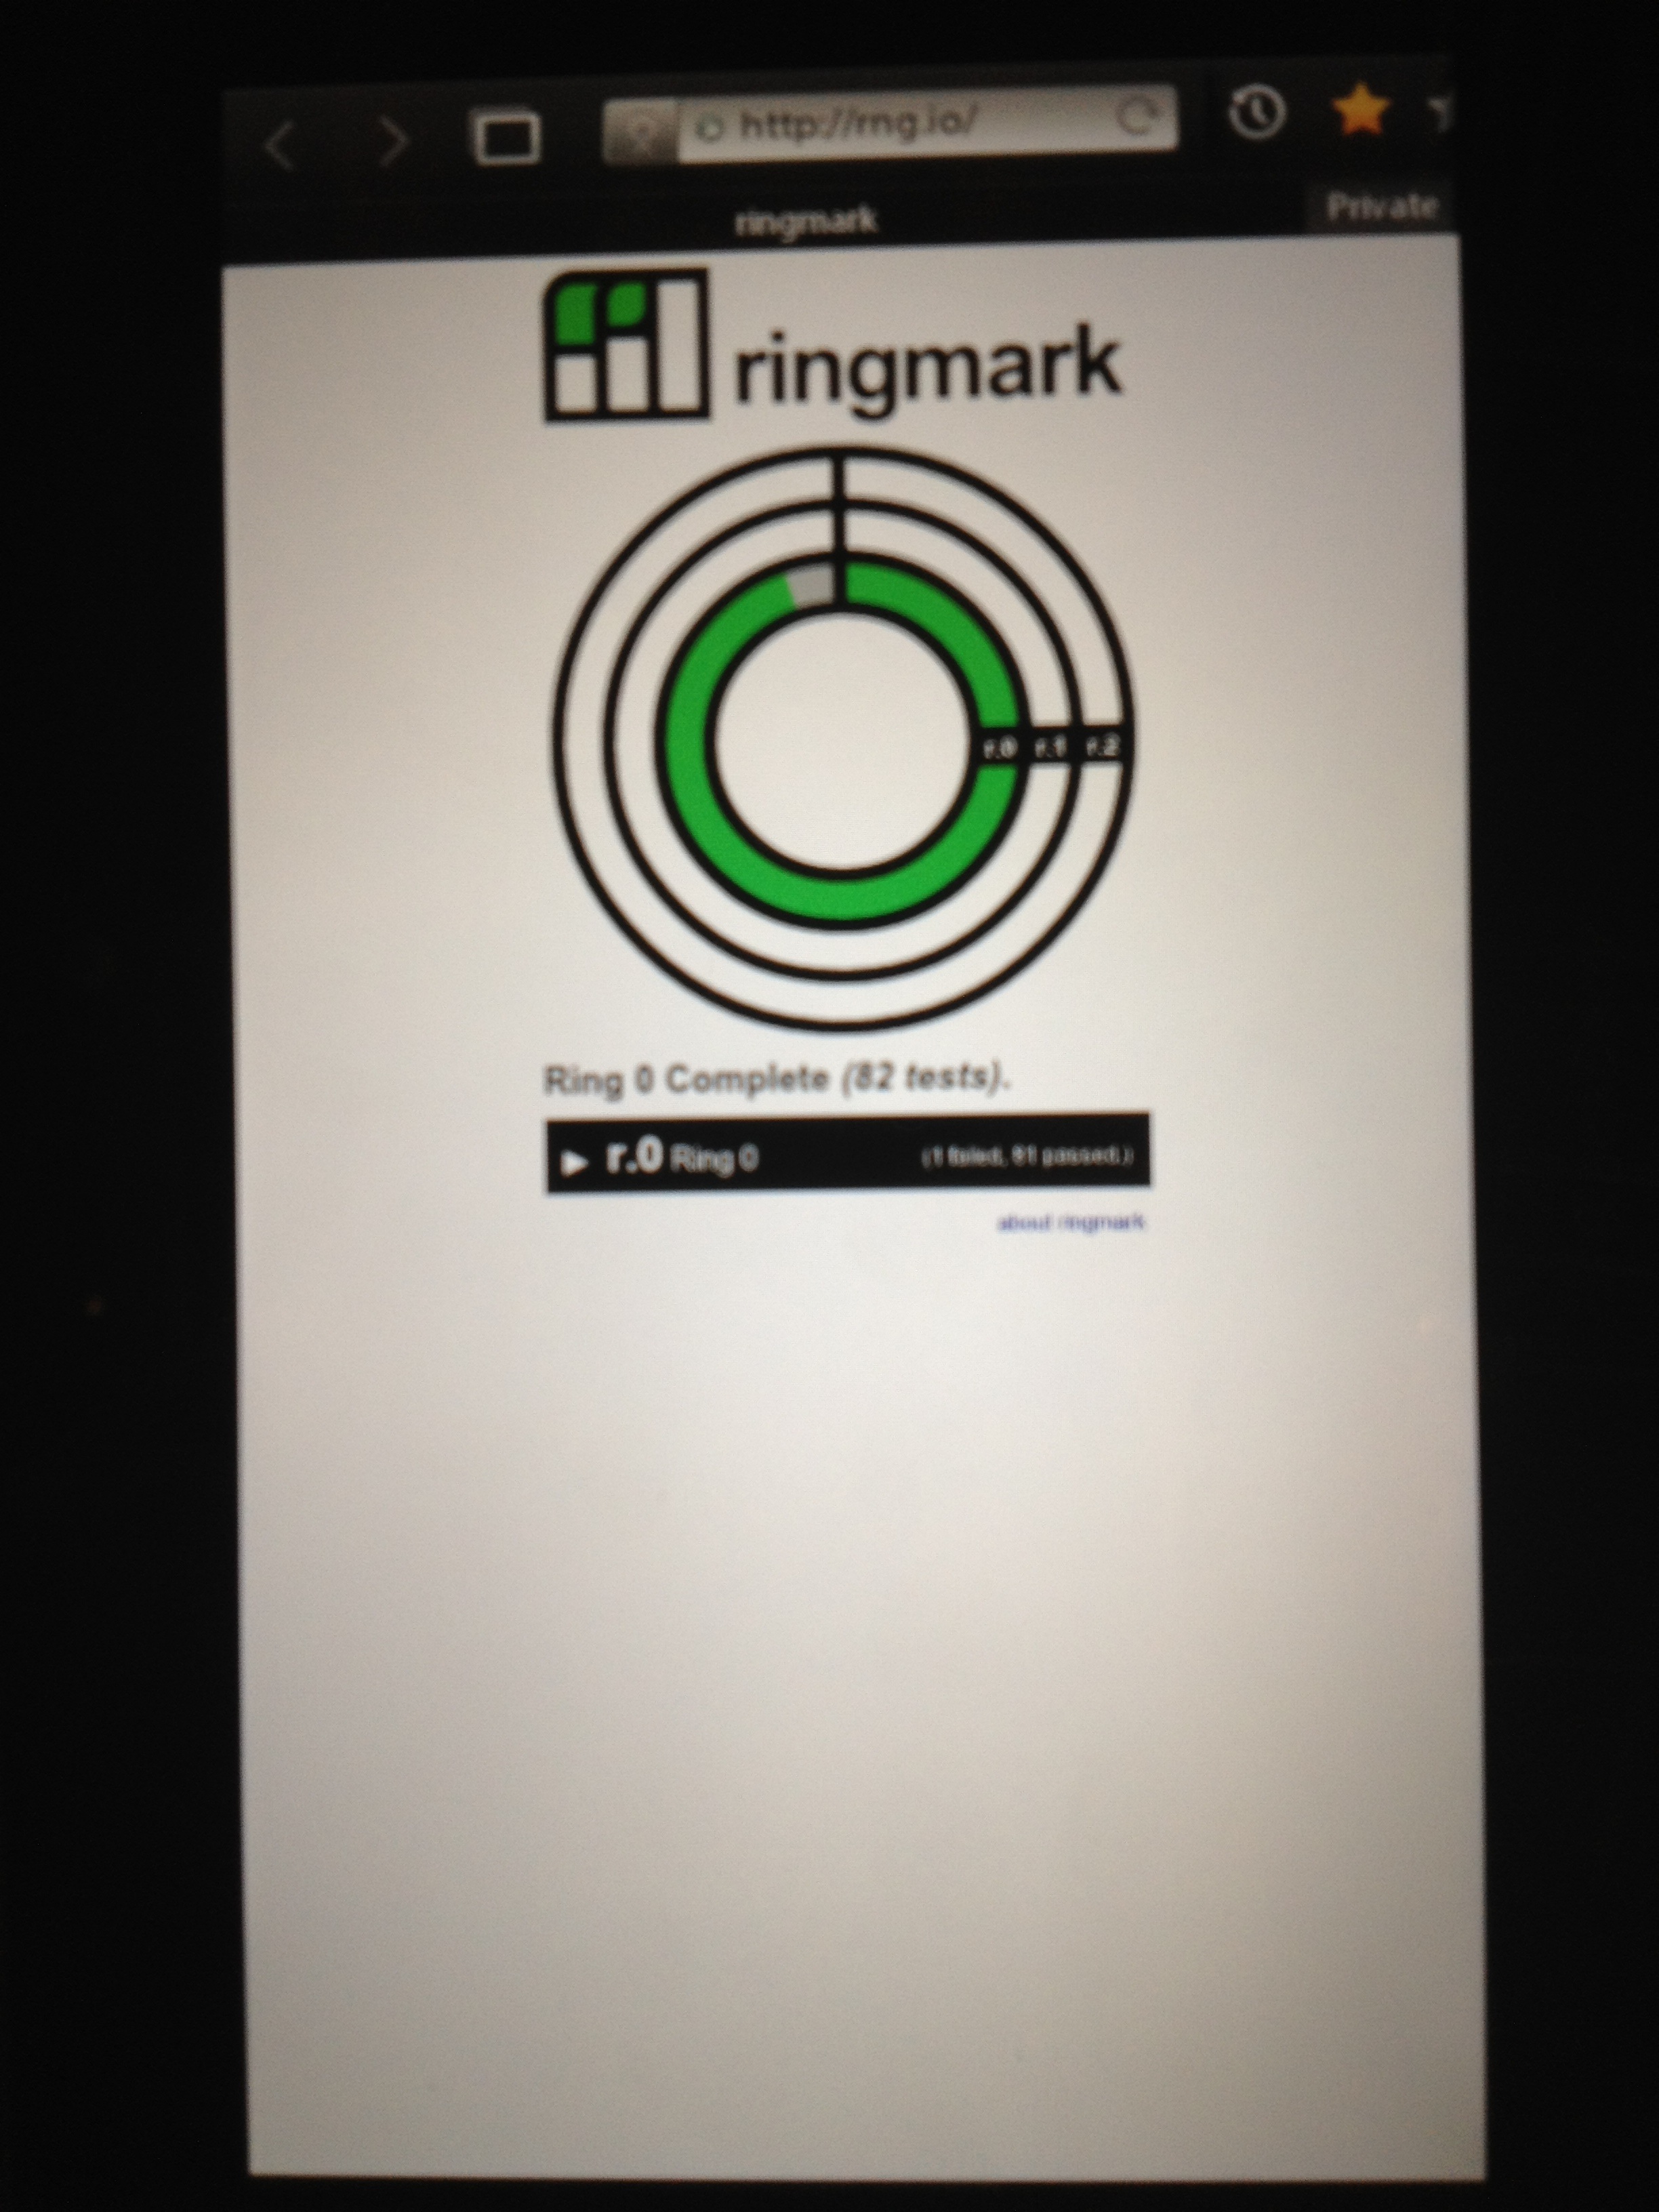 http://rng.io/
ringmark
Private
ringmark
r.0 r.1 r.2
Ring 0 Complete (82 tests).
r.0 Ring 0 (1 failed, 81 passed.)
about ringmark